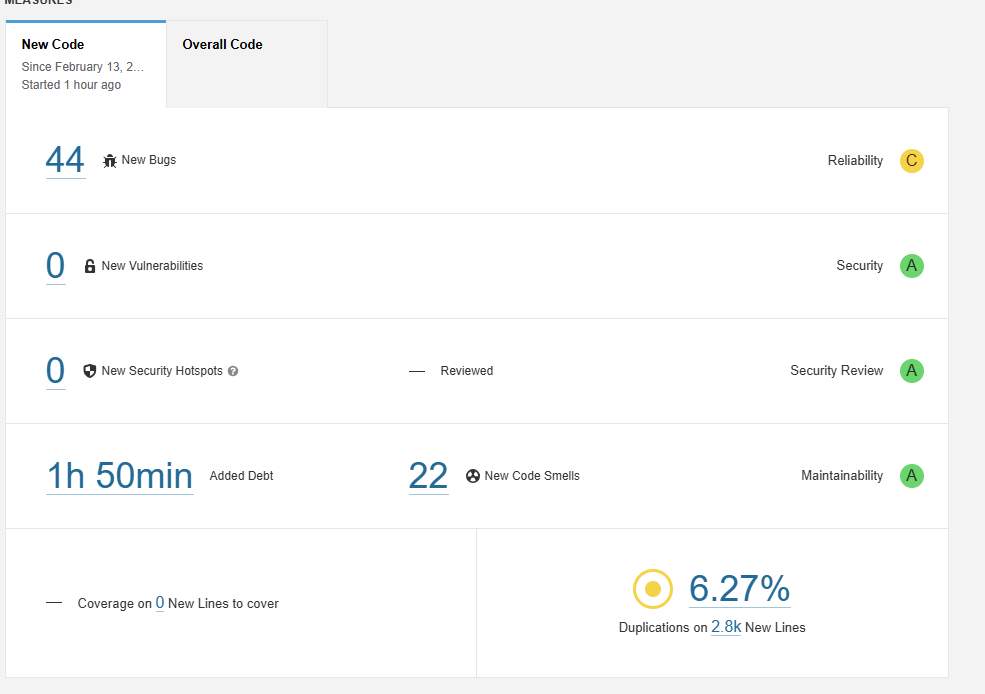 MEASURES
New Code
Overall Code
Since February 13, 2...
Started 1 hour ago
44 New Bugs
Reliability C
0 New Vulnerabilities
Security A
0 New Security Hotspots ?
— Reviewed
Security Review A
1h 50min Added Debt
22 New Code Smells
Maintainability A
— Coverage on 0 New Lines to cover
6.27%
Duplications on 2.8k New Lines